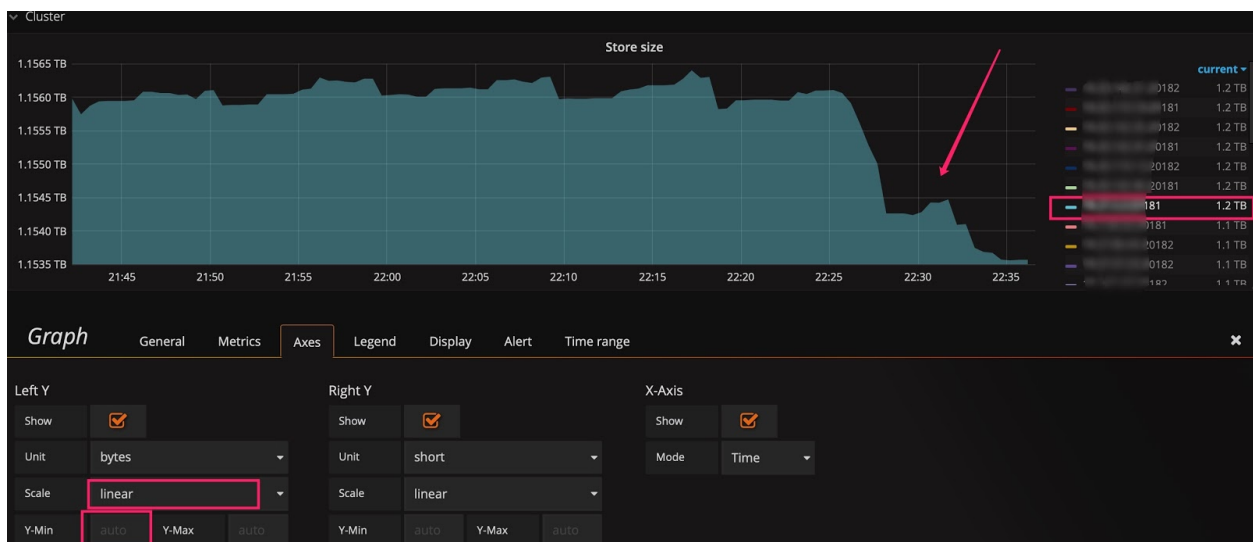 Cluster
Store size
1.1565 TB
1.1560 TB
1.1555 TB
1.1550 TB
1.1545 TB
1.1540 TB
1.1535 TB
21:45 21:50 21:55 22:00 22:05 22:10 22:15 22:20 22:25 22:30 22:35
current
0182 1.2 TB
181 1.2 TB
0182 1.2 TB
0181 1.2 TB
20182 1.2 TB
20181 1.2 TB
181 1.2 TB
0181 1.1 TB
20182 1.1 TB
0182 1.1 TB
182 1.1 TB
Graph General Metrics Axes Legend Display Alert Time range
Left Y Right Y X-Axis
Show Show Show
Unit bytes Unit short Mode Time
Scale linear Scale linear
Y-Min auto Y-Max auto Y-Min auto Y-Max auto